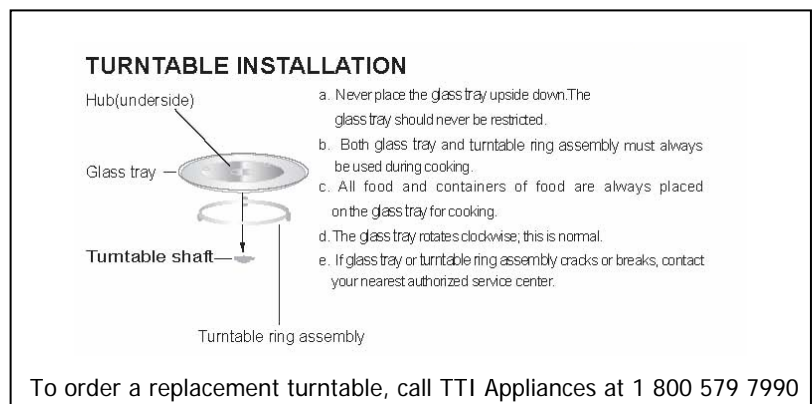 TURNTABLE INSTALLATION
Hub(underside)
Glass tray
Turntable shaft
Turntable ring assembly
a. Never place the glass tray upside down.The
glass tray should never be restricted.
b. Both glass tray and turntable ring assembly must always
be used during cooking.
c. All food and containers of food are always placed
on the glass tray for cooking.
d. The glass tray rotates clockwise; this is normal.
e. If glass tray or turntable ring assembly cracks or breaks, contact
your nearest authorized service center.
To order a replacement turntable, call TTI Appliances at 1 800 579 7990